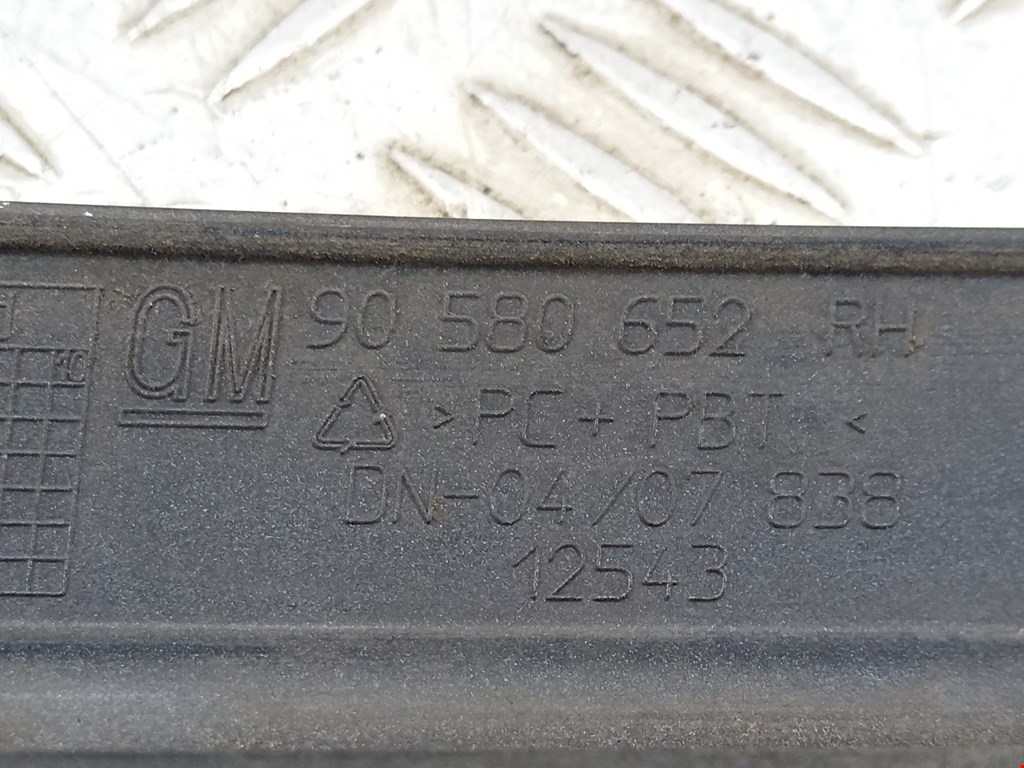 GM 90 580 652 RH
>PC+PBT<
DN-04/07 838
12543